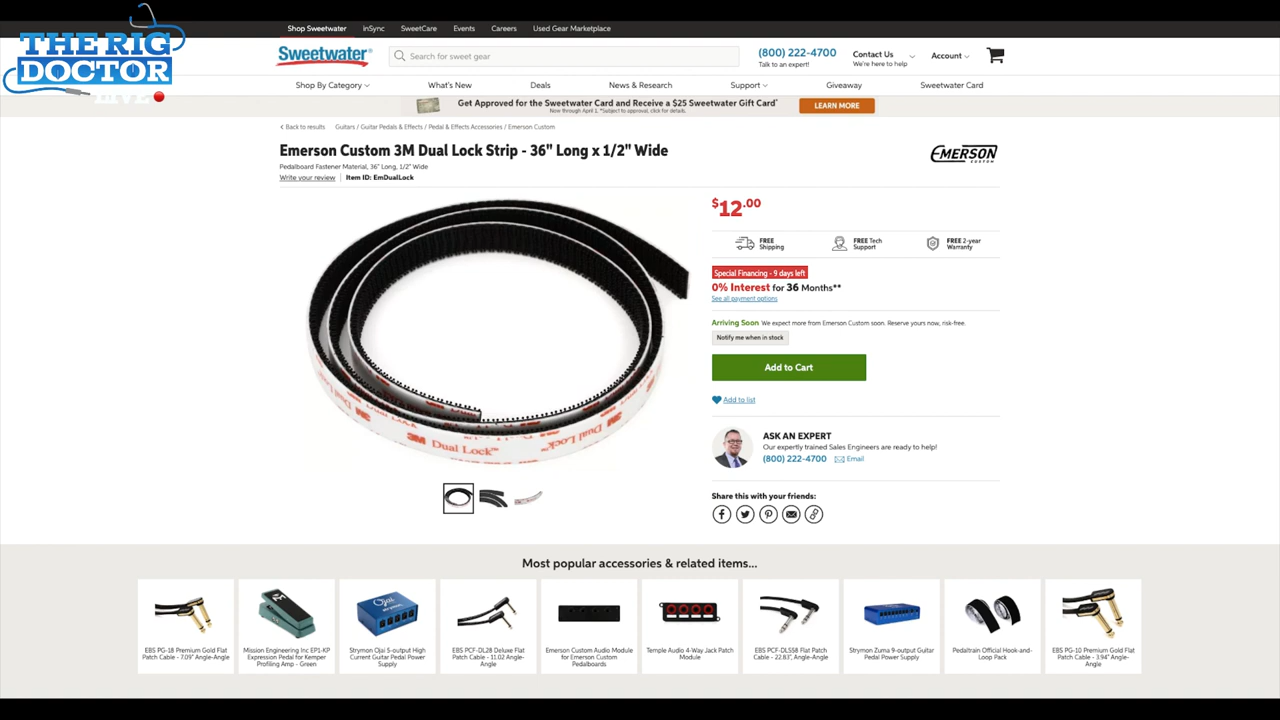 THE RIG
DOCTOR
LIVE
Shop Sweetwater InSync SweetCare Events Careers Used Gear Marketplace
Sweetwater®
Search for sweet gear
(800) 222-4700
Talk to an expert!
Contact Us
We're here to help
Account
Shop By Category What's New Deals News & Research Support Giveaway Sweetwater Card
Get Approved for the Sweetwater Card and Receive a $25 Sweetwater Gift Card*
Now through April 1. *Subject to approval, click for details.
LEARN MORE
Back to results Guitars / Guitar Pedals & Effects / Pedal & Effects Accessories / Emerson Custom
Emerson Custom 3M Dual Lock Strip - 36" Long x 1/2" Wide
EMERSON
CUSTOM
Pedalboard Fastener Material, 36" Long, 1/2" Wide
Write your review Item ID: EmDualLock
$12.00
FREE
Shipping
FREE Tech
Support
FREE 2-year
Warranty
Special Financing - 9 days left
0% Interest for 36 Months**
See all payment options
Arriving Soon We expect more from Emerson Custom soon. Reserve yours now, risk-free.
Notify me when in stock
Add to Cart
Add to list
3M Dual Lock™
ASK AN EXPERT
Our expertly trained Sales Engineers are ready to help!
(800) 222-4700 Email
Share this with your friends:
Most popular accessories & related items...
EBS PG-18 Premium Gold Flat
Patch Cable - 7.09" Angle-Angle
Mission Engineering Inc EP1-KP
Expression Pedal for Kemper
Profiling Amp - Green
Strymon Ojai 5-output High
Current Guitar Pedal Power
Supply
EBS PCF-DL28 Deluxe Flat
Patch Cable - 11.02 Angle-
Angle
Emerson Custom Audio Module
for Emerson Custom
Pedalboards
Temple Audio 4-Way Jack Patch
Module
EBS PCF-DL558 Flat Patch
Cable - 22.83", Angle-Angle
Strymon Zuma 9-output Guitar
Pedal Power Supply
Pedaltrain Official Hook-and-
Loop Pack
EBS PG-10 Premium Gold Flat
Patch Cable - 3.94" Angle-
Angle